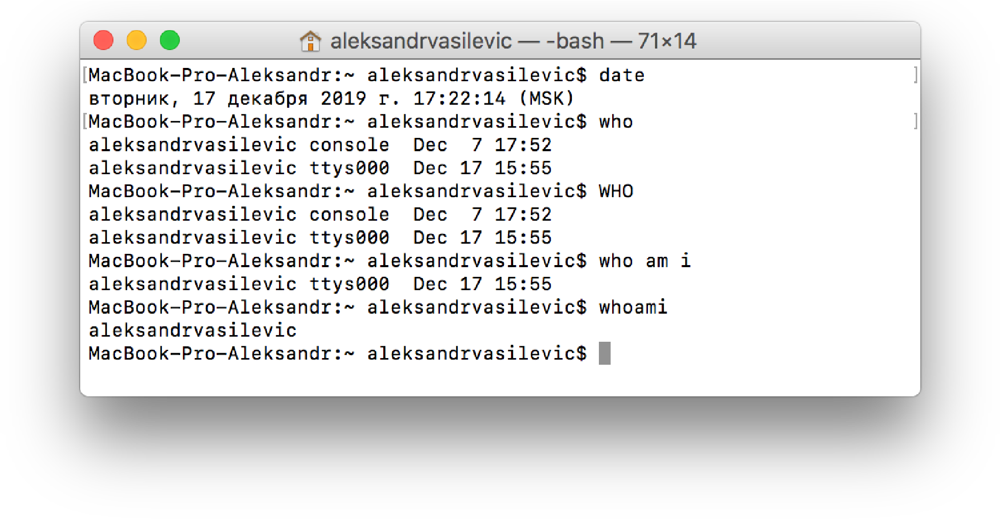 aleksandrvasilevic — -bash — 71×14
[MacBook-Pro-Aleksandr:~ aleksandrvasilevic$ date ]
вторник, 17 декабря 2019 г. 17:22:14 (MSK)
[MacBook-Pro-Aleksandr:~ aleksandrvasilevic$ who ]
aleksandrvasilevic console  Dec  7 17:52
aleksandrvasilevic ttys000  Dec 17 15:55
MacBook-Pro-Aleksandr:~ aleksandrvasilevic$ WHO
aleksandrvasilevic console  Dec  7 17:52
aleksandrvasilevic ttys000  Dec 17 15:55
MacBook-Pro-Aleksandr:~ aleksandrvasilevic$ who am i
aleksandrvasilevic ttys000  Dec 17 15:55
MacBook-Pro-Aleksandr:~ aleksandrvasilevic$ whoami
aleksandrvasilevic
MacBook-Pro-Aleksandr:~ aleksandrvasilevic$